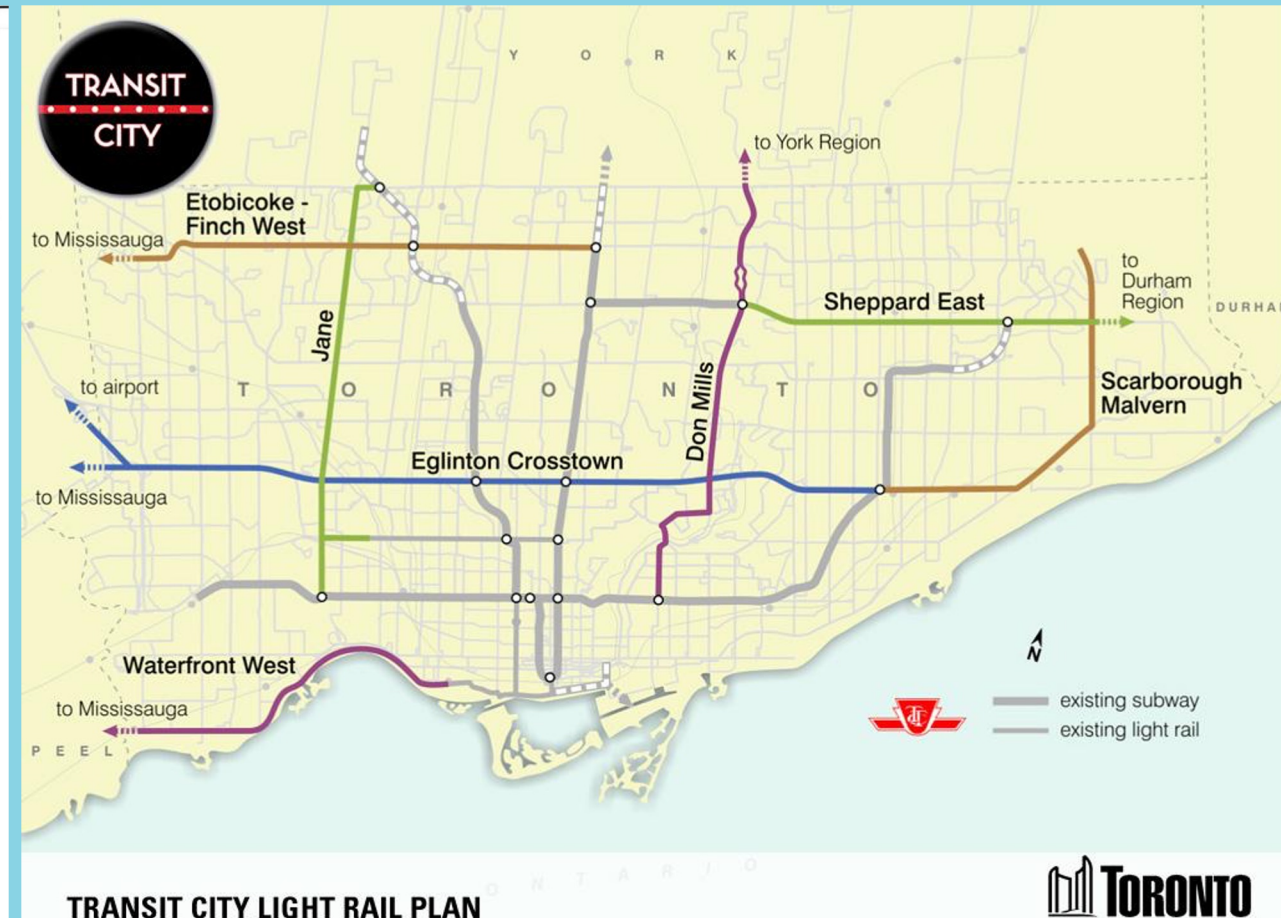 TRANSIT
CITY
Y O R K
to York Region
Etobicoke -
Finch West
to Mississauga
to
Durham
Region
Sheppard East
DURHA
Jane
Don Mills
to airport
T O R O N T O
Scarborough
Malvern
Eglinton Crosstown
to Mississauga
Waterfront West
to Mississauga
PEEL
N
TTC
existing subway
existing light rail
O N T A R I O
TRANSIT CITY LIGHT RAIL PLAN
TORONTO